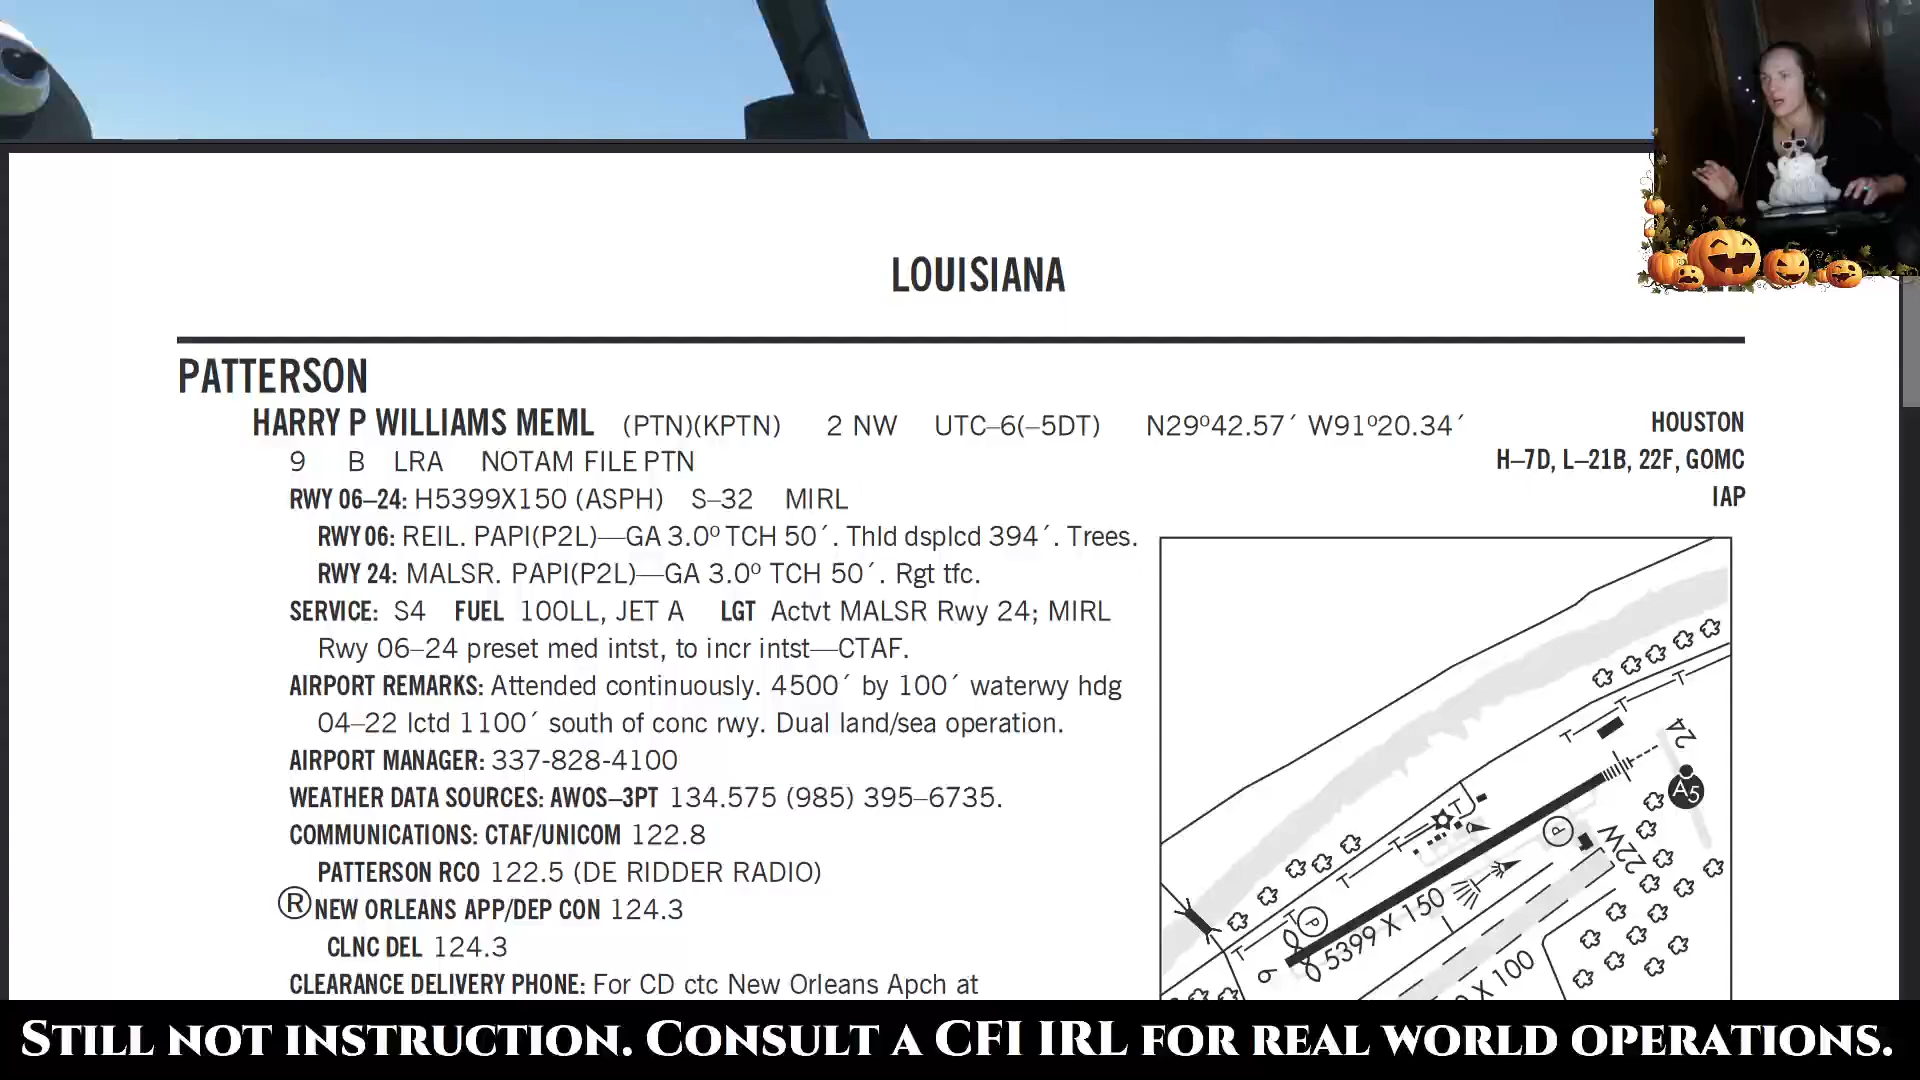 LOUISIANA
PATTERSON
HARRY P WILLIAMS MEML (PTN)(KPTN) 2 NW UTC–6(–5DT) N29º42.57´ W91º20.34´ HOUSTON
9 B LRA NOTAM FILE PTN H–7D, L–21B, 22F, GOMC
IAP
RWY 06–24: H5399X150 (ASPH) S–32 MIRL
RWY 06: REIL. PAPI(P2L)—GA 3.0º TCH 50´. Thld dsplcd 394´. Trees.
RWY 24: MALSR. PAPI(P2L)—GA 3.0º TCH 50´. Rgt tfc.
SERVICE: S4 FUEL 100LL, JET A LGT Actvt MALSR Rwy 24; MIRL
Rwy 06–24 preset med intst, to incr intst—CTAF.
AIRPORT REMARKS: Attended continuously. 4500´ by 100´ waterwy hdg
04–22 lctd 1100´ south of conc rwy. Dual land/sea operation.
AIRPORT MANAGER: 337-828-4100
WEATHER DATA SOURCES: AWOS–3PT 134.575 (985) 395–6735.
COMMUNICATIONS: CTAF/UNICOM 122.8
PATTERSON RCO 122.5 (DE RIDDER RADIO)
Ⓡ NEW ORLEANS APP/DEP CON 124.3
CLNC DEL 124.3
CLEARANCE DELIVERY PHONE: For CD ctc New Orleans Apch at
24
A5
P
22W
P
5399 X 150
6
X 100
STILL NOT INSTRUCTION. CONSULT A CFI IRL FOR REAL WORLD OPERATIONS.